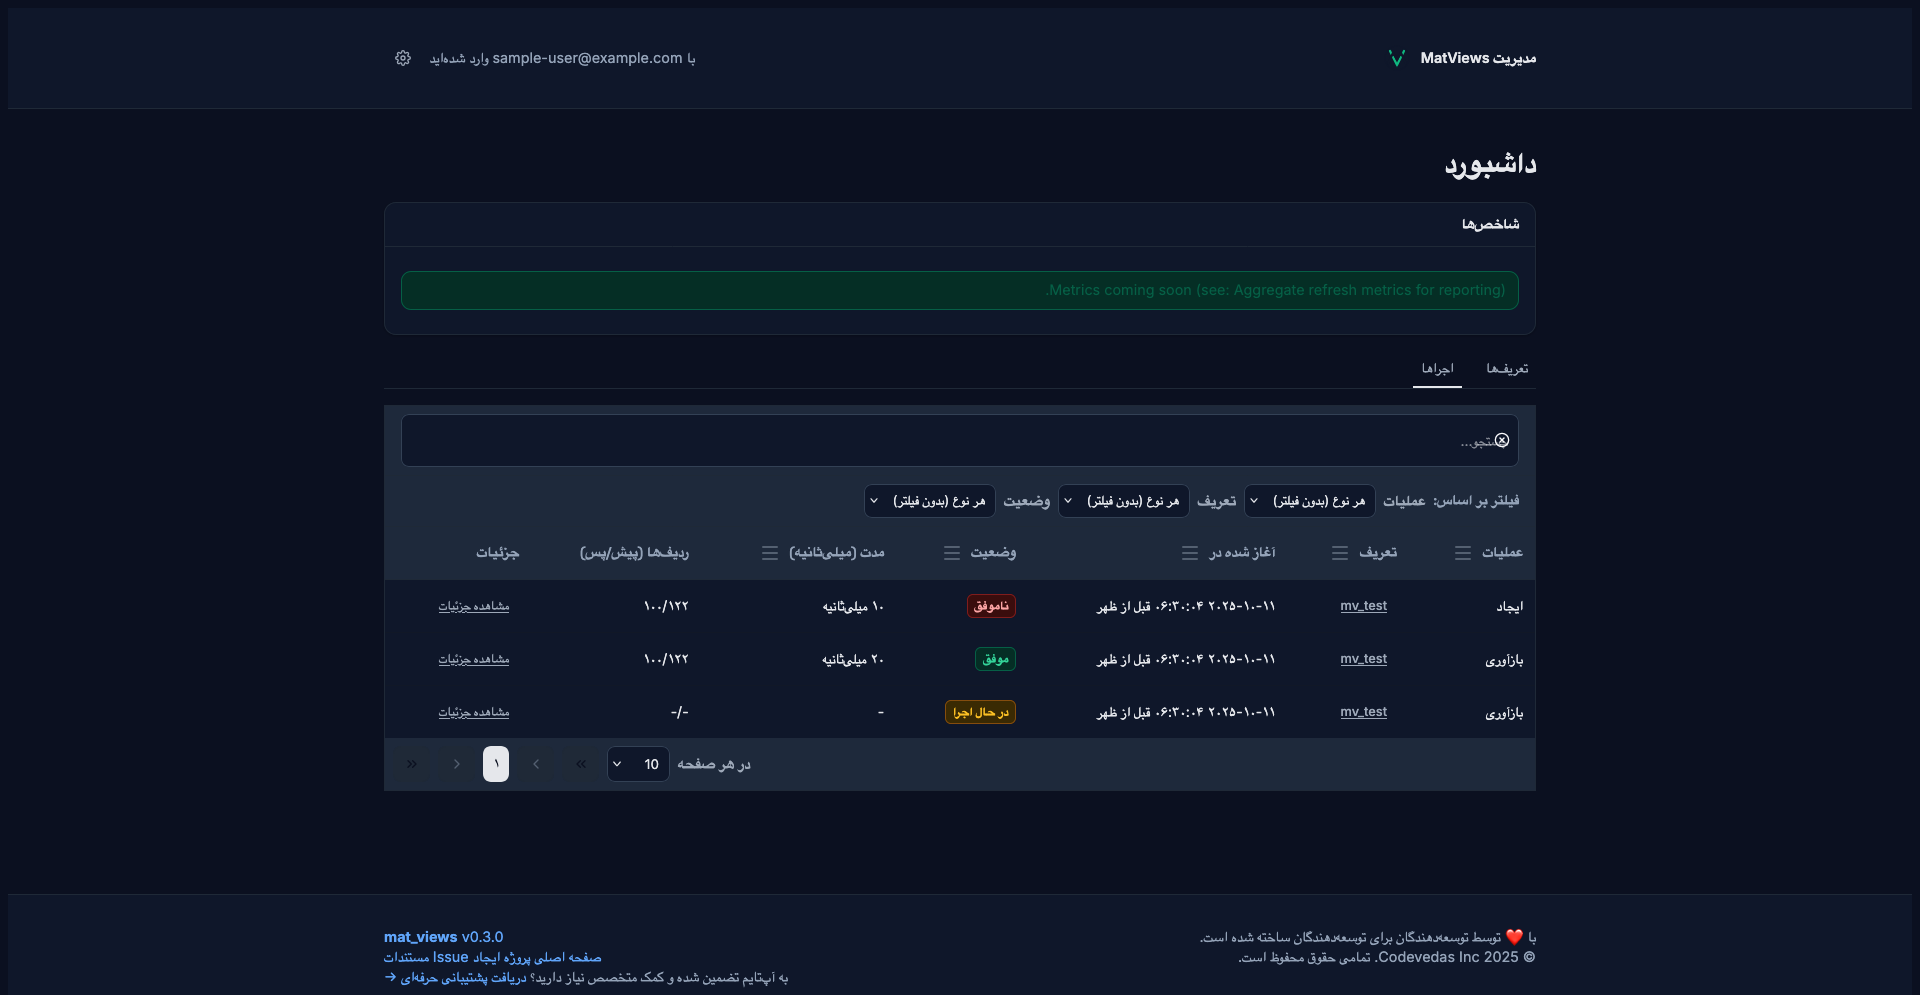 مدیریت MatViews
با sample-user@example.com وارد شده‌اید
داشبورد
شاخص‌ها
Metrics coming soon (see: Aggregate refresh metrics for reporting).
تعریف‌ها
اجراها
فیلتر بر اساس: عملیات هر نوع (بدون فیلتر) تعریف هر نوع (بدون فیلتر) وضعیت هر نوع (بدون فیلتر)
عملیات تعریف آغاز شده در وضعیت مدت (میلی‌ثانیه) ردیف‌ها (پیش/پس) جزئیات
ایجاد mv_test ۲۰۲۵-۱۰-۱۱ ۰۶:۳۰:۰۴ قبل از ظهر ناموفق ۱۰ میلی‌ثانیه ۱۰۰/۱۲۲ مشاهده جزئیات
بازآوری mv_test ۲۰۲۵-۱۰-۱۱ ۰۶:۳۰:۰۴ قبل از ظهر موفق ۲۰ میلی‌ثانیه ۱۰۰/۱۲۲ مشاهده جزئیات
بازآوری mv_test ۲۰۲۵-۱۰-۱۱ ۰۶:۳۰:۰۴ قبل از ظهر در حال اجرا - -/- مشاهده جزئیات
در هر صفحه 10 « ‹ ۱ › »
با ❤️ توسط توسعه‌دهندگان برای توسعه‌دهندگان ساخته شده است.
© 2025 Codevedas Inc. تمامی حقوق محفوظ است.
mat_views v0.3.0
صفحه اصلی پروژه ایجاد Issue مستندات
به آپ‌تایم تضمین شده و کمک متخصص نیاز دارید؟ دریافت پشتیبانی حرفه‌ای →